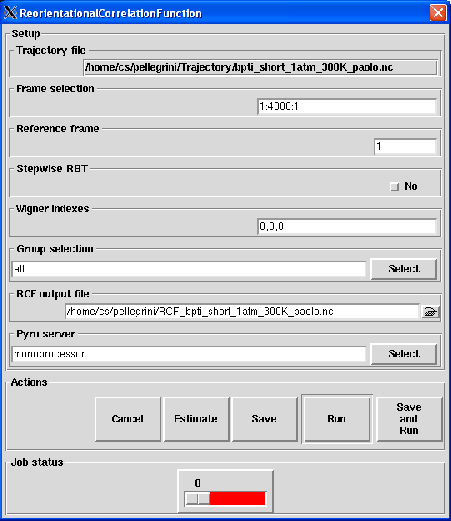 ReorientationalCorrelationFunction
Setup
Trajectory file
/home/cs/pellegrini/Trajectory/bpti_short_1atm_300K_paolo.nc
Frame selection
1:4000:1
Reference frame
1
Stepwise RBT
No
Wigner indexes
0,0,0
Group selection
all
Select
RCF output file
/home/cs/pellegrini/RCF_bpti_short_1atm_300K_paolo.nc
Pyro server
monoprocessor
Select
Actions
Cancel
Estimate
Save
Run
Save
and
Run
Job status
0